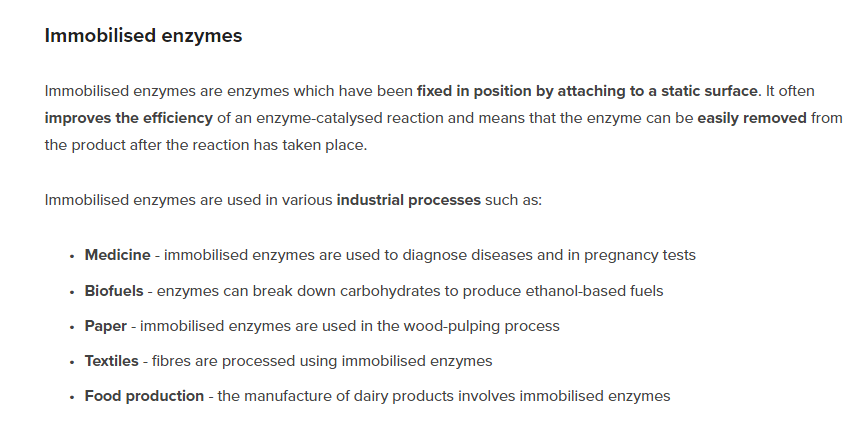 Immobilised enzymes
Immobilised enzymes are enzymes which have been fixed in position by attaching to a static surface. It often
improves the efficiency of an enzyme-catalysed reaction and means that the enzyme can be easily removed from
the product after the reaction has taken place.
Immobilised enzymes are used in various industrial processes such as:
• Medicine - immobilised enzymes are used to diagnose diseases and in pregnancy tests
• Biofuels - enzymes can break down carbohydrates to produce ethanol-based fuels
• Paper - immobilised enzymes are used in the wood-pulping process
• Textiles - fibres are processed using immobilised enzymes
• Food production - the manufacture of dairy products involves immobilised enzymes